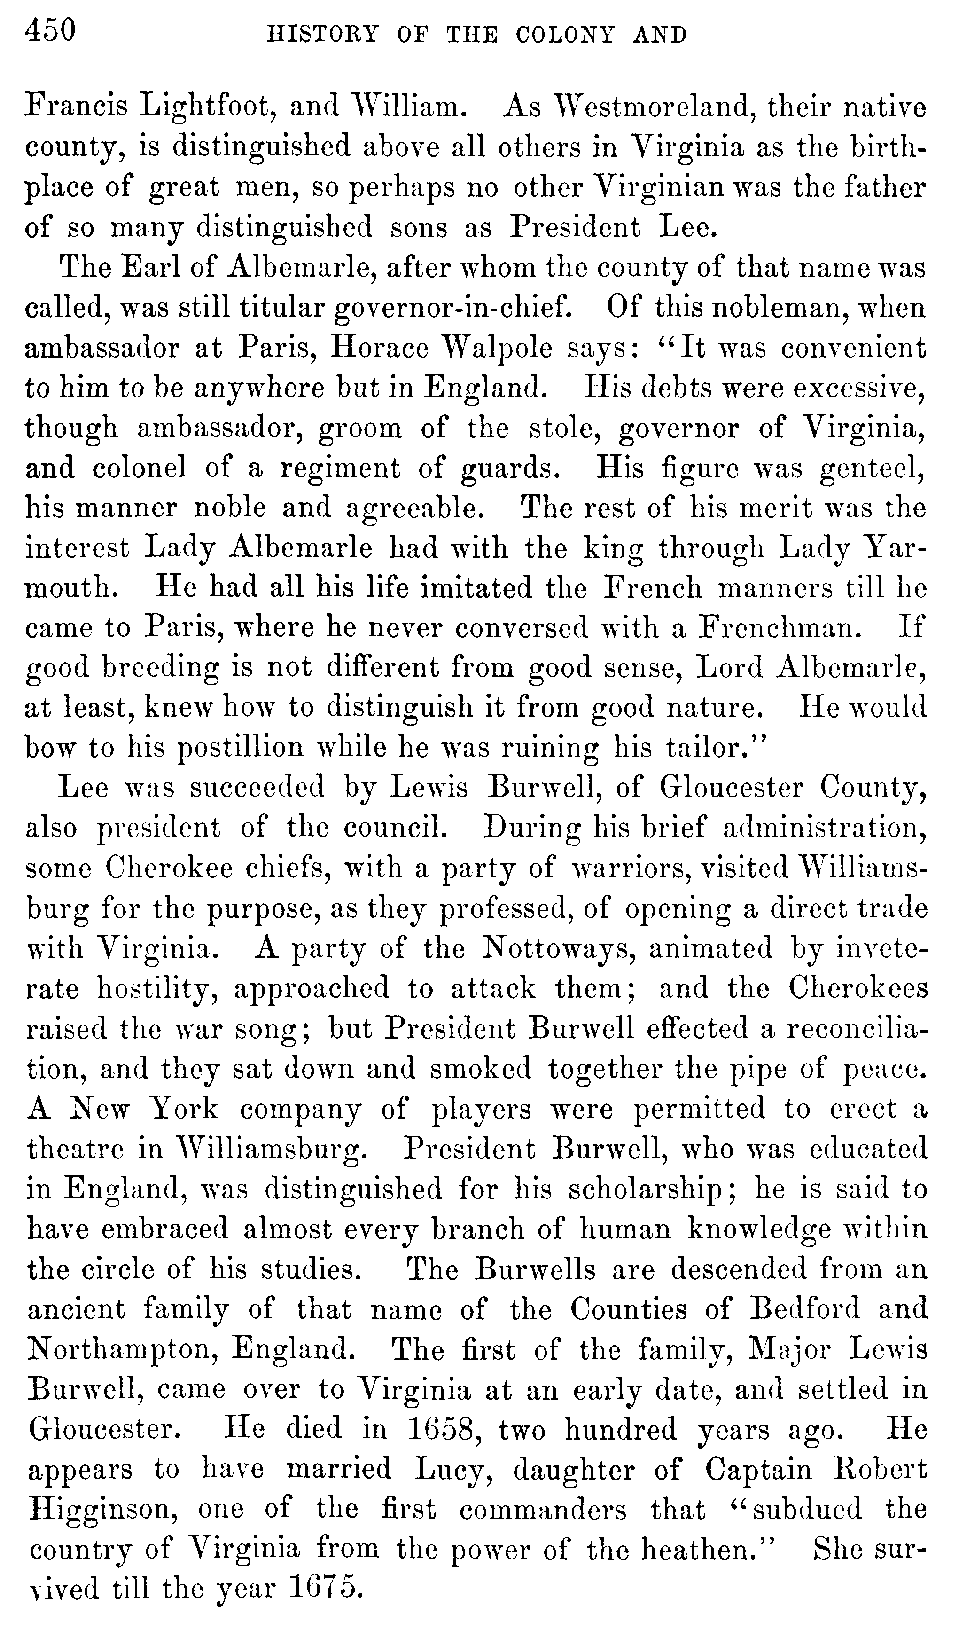 450 HISTORY OF THE COLONY AND
Francis Lightfoot, and William. As Westmoreland, their native
county, is distinguished above all others in Virginia as the birth-
place of great men, so perhaps no other Virginian was the father
of so many distinguished sons as President Lee.
The Earl of Albemarle, after whom the county of that name was
called, was still titular governor-in-chief. Of this nobleman, when
ambassador at Paris, Horace Walpole says: “It was convenient
to him to be anywhere but in England. His debts were excessive,
though ambassador, groom of the stole, governor of Virginia,
and colonel of a regiment of guards. His figure was genteel,
his manner noble and agreeable. The rest of his merit was the
interest Lady Albemarle had with the king through Lady Yar-
mouth. He had all his life imitated the French manners till he
came to Paris, where he never conversed with a Frenchman. If
good breeding is not different from good sense, Lord Albemarle,
at least, knew how to distinguish it from good nature. He would
bow to his postillion while he was ruining his tailor.”
Lee was succeeded by Lewis Burwell, of Gloucester County,
also president of the council. During his brief administration,
some Cherokee chiefs, with a party of warriors, visited Williams-
burg for the purpose, as they professed, of opening a direct trade
with Virginia. A party of the Nottoways, animated by invete-
rate hostility, approached to attack them; and the Cherokees
raised the war song; but President Burwell effected a reconcilia-
tion, and they sat down and smoked together the pipe of peace.
A New York company of players were permitted to erect a
theatre in Williamsburg. President Burwell, who was educated
in England, was distinguished for his scholarship; he is said to
have embraced almost every branch of human knowledge within
the circle of his studies. The Burwells are descended from an
ancient family of that name of the Counties of Bedford and
Northampton, England. The first of the family, Major Lewis
Burwell, came over to Virginia at an early date, and settled in
Gloucester. He died in 1658, two hundred years ago. He
appears to have married Lucy, daughter of Captain Robert
Higginson, one of the first commanders that “subdued the
country of Virginia from the power of the heathen.” She sur-
vived till the year 1675.